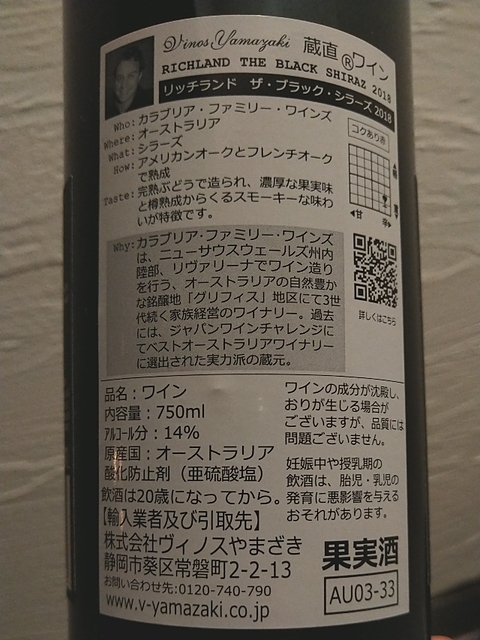 Vinos Yamazaki 蔵直®ワイン
RICHLAND THE BLACK SHIRAZ 2018
リッチランド ザ・ブラック・シラーズ 2018
Who:カラブリア・ファミリー・ワインズ
Where:オーストラリア
What:シラーズ
How:アメリカンオークとフレンチオーク
で熟成
Taste:完熟ぶどうで造られ、濃厚な果実味
と樽熟成からくるスモーキーな味わ
いが特徴です。
コクあり赤
◀甘 辛▶
詳しくはこちら
Why:カラブリア・ファミリー・ワインズ
は、ニューサウスウェールズ州内
陸部、リヴァリーナでワイン造り
を行う、オーストラリアの自然豊か
な銘醸地「グリフィス」地区にて3世
代続く家族経営のワイナリー。過去
には、ジャパンワインチャレンジに
てベストオーストラリアワイナリー
に選出された実力派の蔵元。
品名:ワイン
内容量:750ml
アルコール分:14%
原産国:オーストラリア
酸化防止剤(亜硫酸塩)
飲酒は20歳になってから。
【輸入業者及び引取先】
株式会社ヴィノスやまざき
静岡市葵区常磐町2-2-13
お問い合わせ先:0120-740-790
www.v-yamazaki.co.jp
ワインの成分が沈殿し、
おりが生じる場合が
ございますが、品質には
問題ございません。
妊娠中や授乳期の
飲酒は、胎児・乳児の
発育に悪影響を与える
おそれがあります。
果実酒
AU03-33